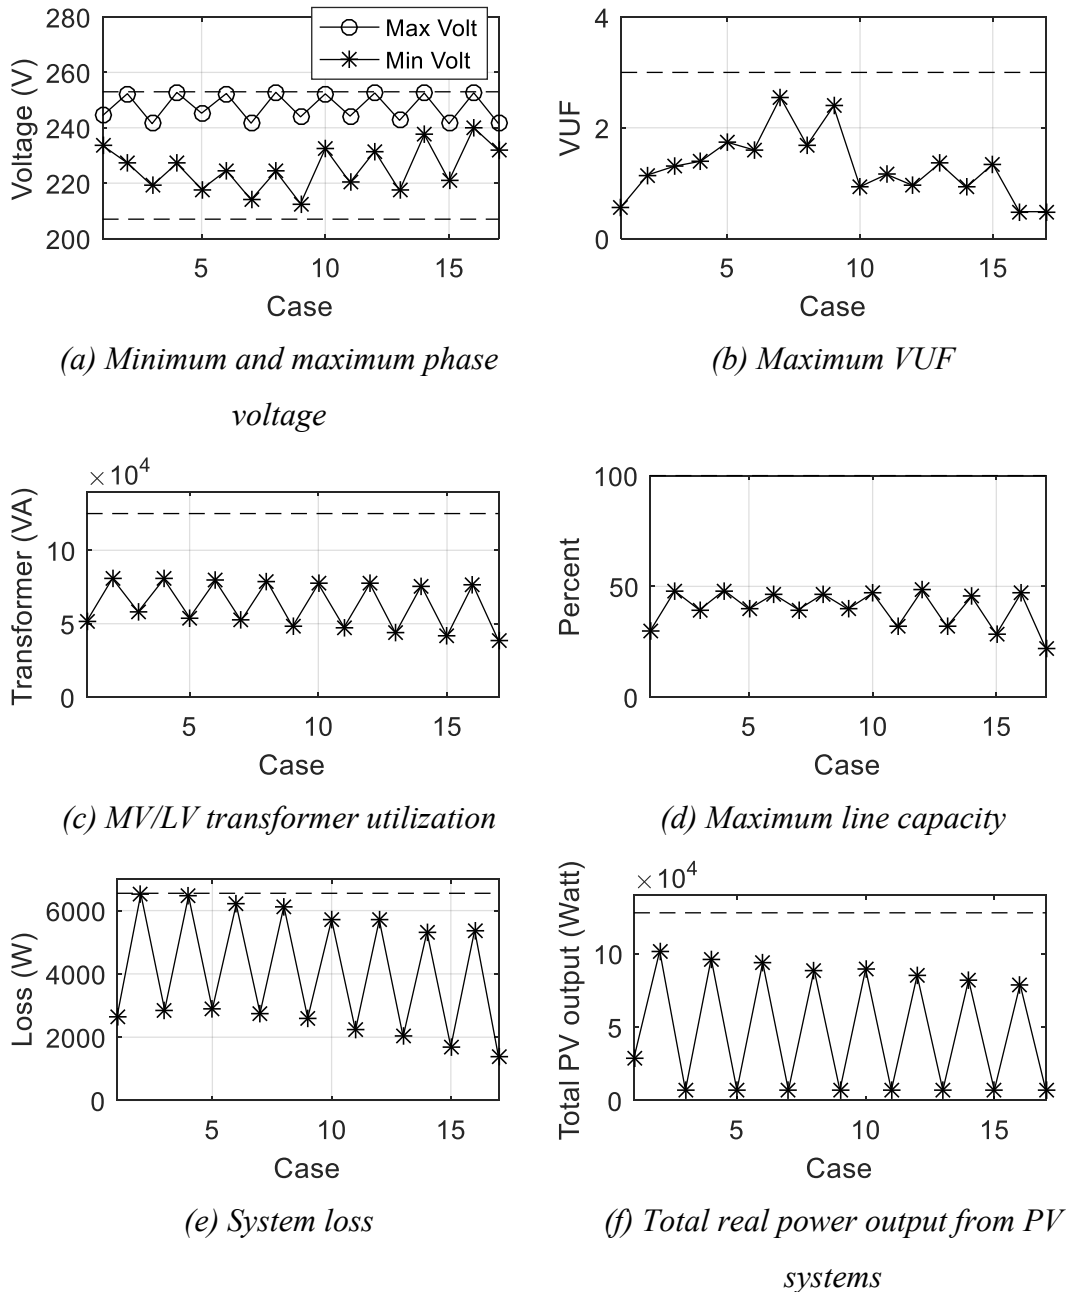 280
260
240
220
200
Voltage (V)
Max Volt
Min Volt
5
10
15
Case
(a) Minimum and maximum phase
voltage
4
2
0
VUF
5
10
15
Case
(b) Maximum VUF
×10⁴
10
5
0
Transformer (VA)
5
10
15
Case
(c) MV/LV transformer utilization
100
50
0
Percent
5
10
15
Case
(d) Maximum line capacity
6000
4000
2000
0
Loss (W)
5
10
15
Case
(e) System loss
×10⁴
10
5
0
Total PV output (Watt)
5
10
15
Case
(f) Total real power output from PV
systems